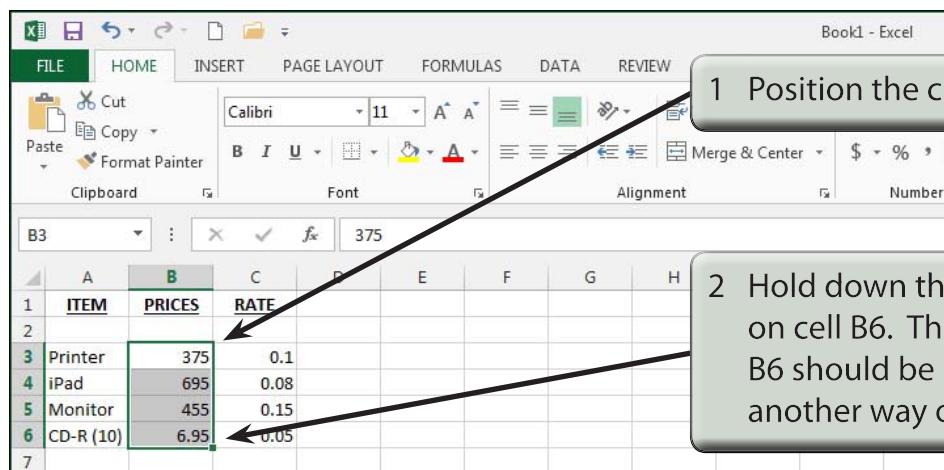 Book1 - Excel
FILE HOME INSERT PAGE LAYOUT FORMULAS DATA REVIEW
Cut
Copy
Format Painter
Paste
Clipboard
Calibri 11 A A
B I U A
Font
Merge & Center
Alignment
$ % ,
Number
1 Position the c
B3 fx 375
A B C D E F G H
1 ITEM PRICES RATE
2
3 Printer 375 0.1
4 iPad 695 0.08
5 Monitor 455 0.15
6 CD-R (10) 6.95 0.05
7
2 Hold down th
on cell B6. Th
B6 should be
another way